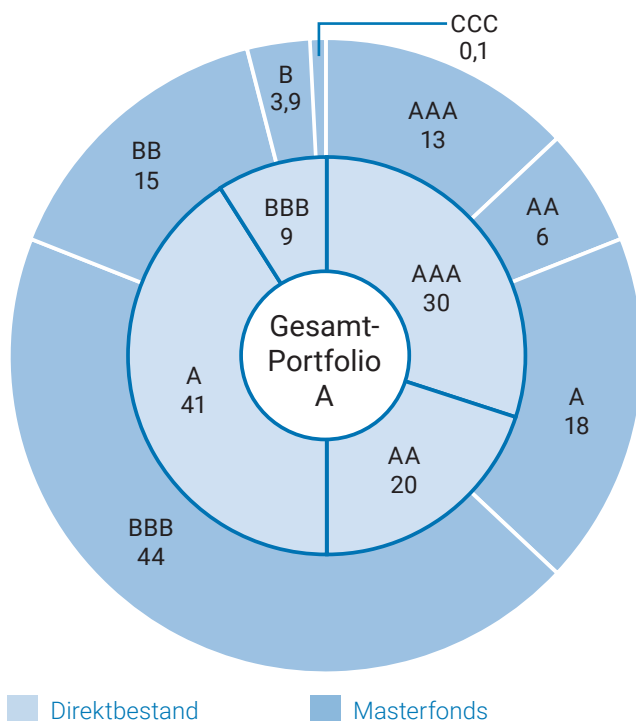 CCC
0,1
AAA
13
AA
6
A
18
BBB
44
BB
15
B
3,9
AAA
30
AA
20
A
41
BBB
9
Gesamt-
Portfolio
A
Direktbestand
Masterfonds